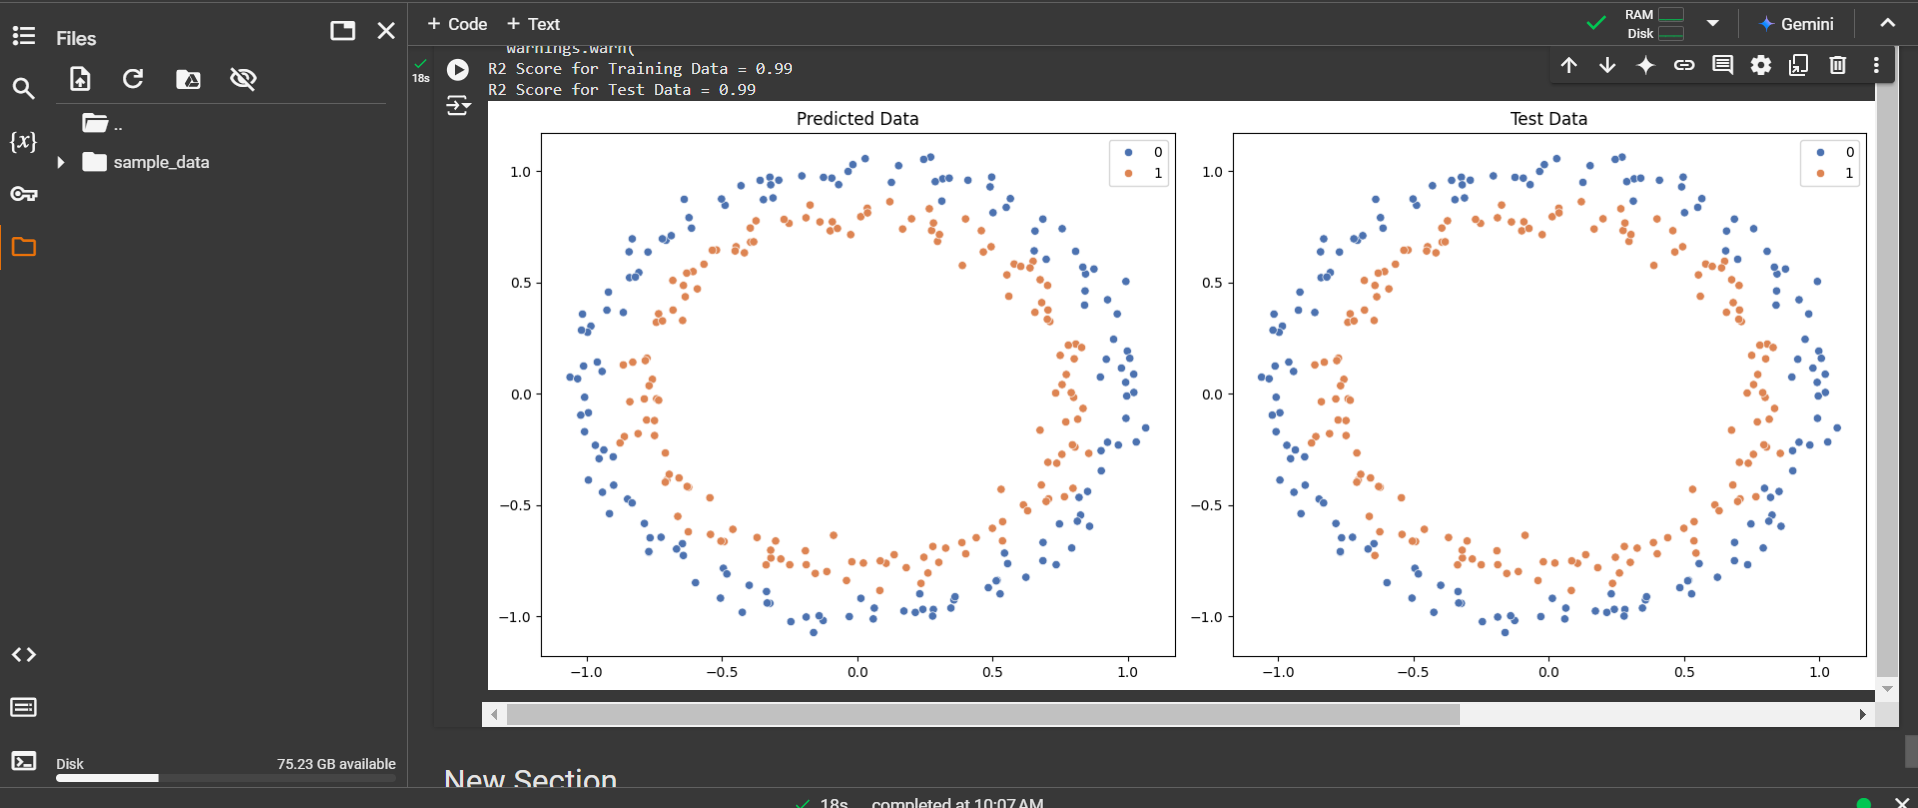 Files
+ Code + Text
RAM
Disk
Gemini
warnings.warn(
18s
R2 Score for Training Data = 0.99
R2 Score for Test Data = 0.99
{x}
..
sample_data
Predicted Data
0
1
1.0
0.5
0.0
−0.5
−1.0
−1.0 −0.5 0.0 0.5 1.0
Test Data
0
1
1.0
0.5
0.0
−0.5
−1.0
−1.0 −0.5 0.0 0.5 1.0
Disk 75.23 GB available
New Section
18s completed at 10:07 AM